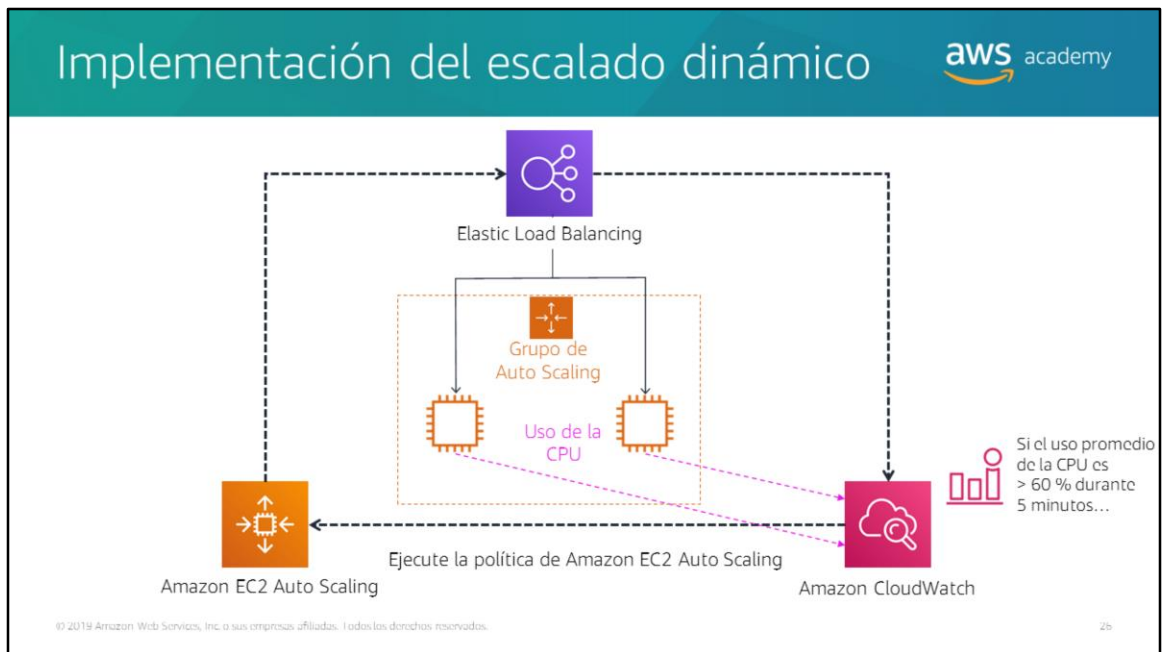 Implementación del escalado dinámico
aws academy
Elastic Load Balancing
Grupo de
Auto Scaling
Uso de la
CPU
Si el uso promedio
de la CPU es
> 60 % durante
5 minutos...
Ejecute la política de Amazon EC2 Auto Scaling
Amazon EC2 Auto Scaling
Amazon CloudWatch
© 2019 Amazon Web Services, Inc. o sus empresas afiliadas. Todos los derechos reservados.
26